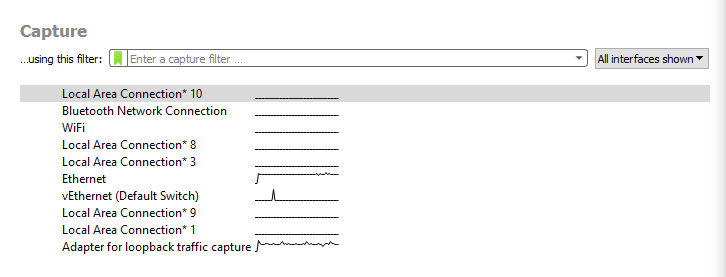 Capture
...using this filter: Enter a capture filter ... All interfaces shown
Local Area Connection* 10
Bluetooth Network Connection
WiFi
Local Area Connection* 8
Local Area Connection* 3
Ethernet
vEthernet (Default Switch)
Local Area Connection* 9
Local Area Connection* 1
Adapter for loopback traffic capture